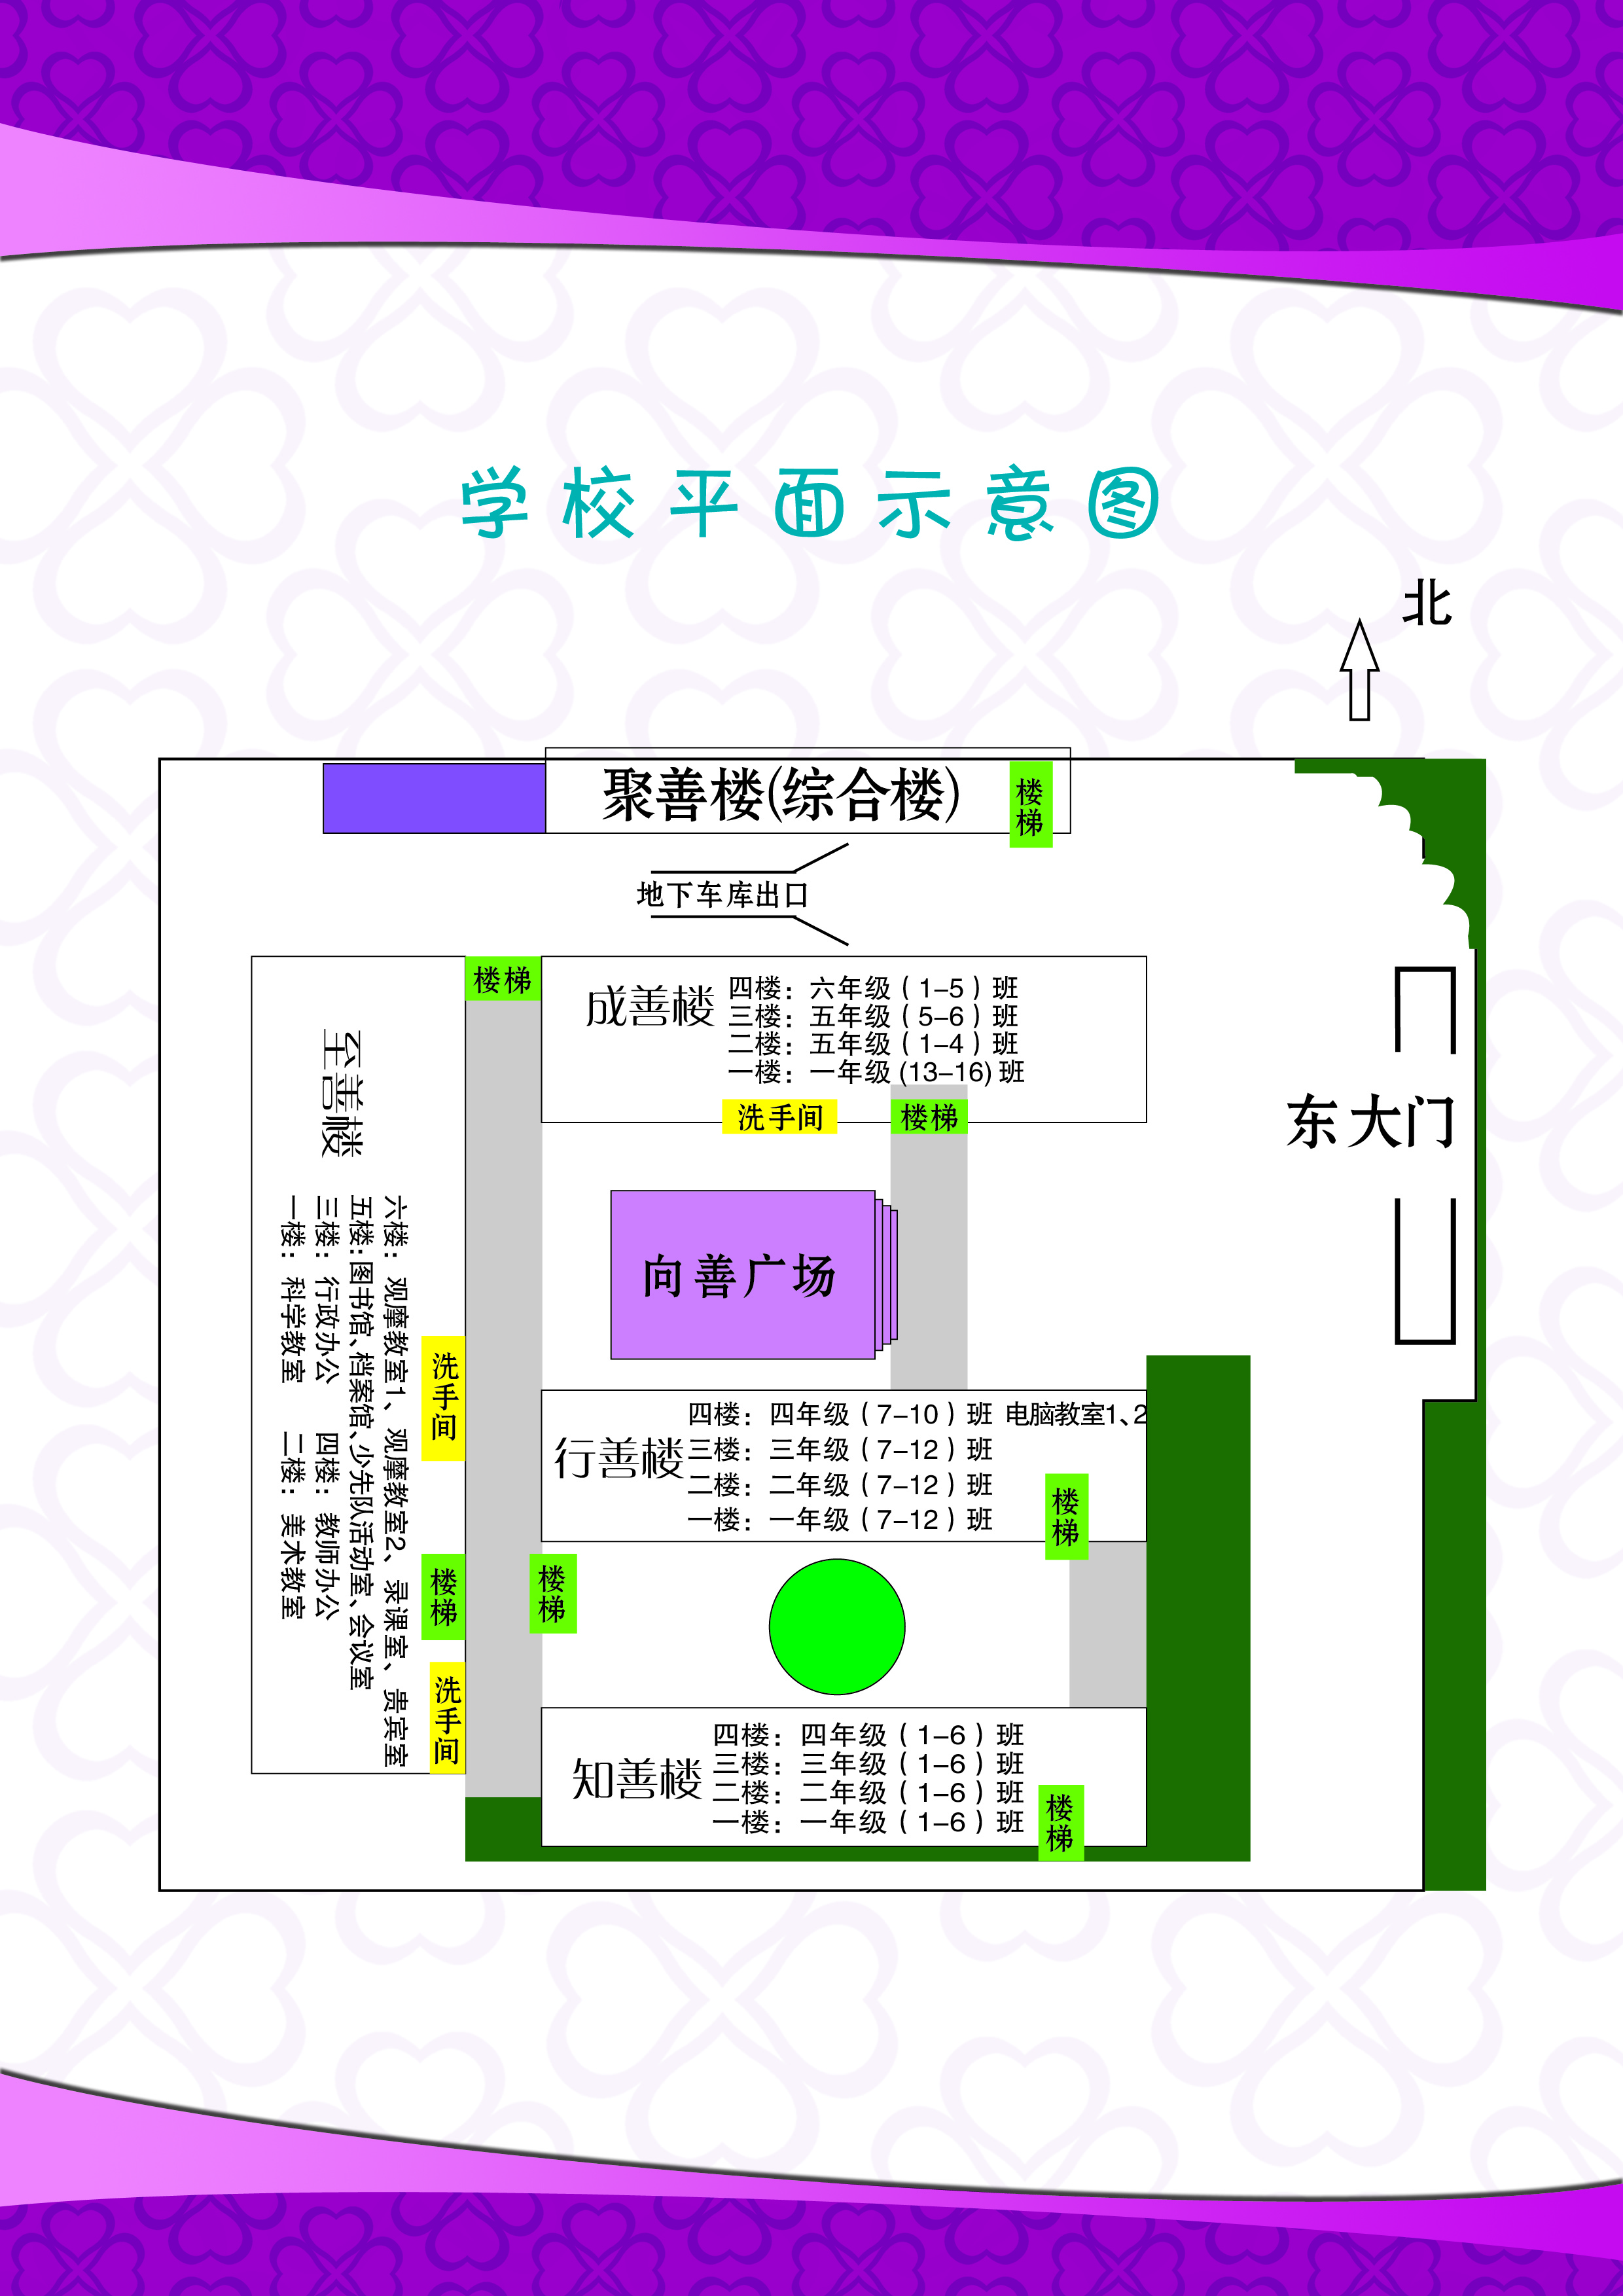 学校平面示意图
北
聚善楼(综合楼)
楼梯
地下车库出口
楼梯
成善楼
四楼：六年级（1-5）班
三楼：五年级（5-6）班
二楼：五年级（1-4）班
一楼：一年级(13-16)班
洗手间
楼梯
东大门
至善楼
六楼：观摩教室1、观摩教室2、录课室、贵宾室
五楼：图书馆、档案馆、少先队活动室、会议室
三楼：行政办公 四楼：教师办公
一楼：科学教室 二楼：美术教室
洗手间
楼梯
洗手间
楼梯
向善广场
行善楼
四楼：四年级（7-10）班 电脑教室1、2
三楼：三年级（7-12）班
二楼：二年级（7-12）班
一楼：一年级（7-12）班
楼梯
知善楼
四楼：四年级（1-6）班
三楼：三年级（1-6）班
二楼：二年级（1-6）班
一楼：一年级（1-6）班
楼梯